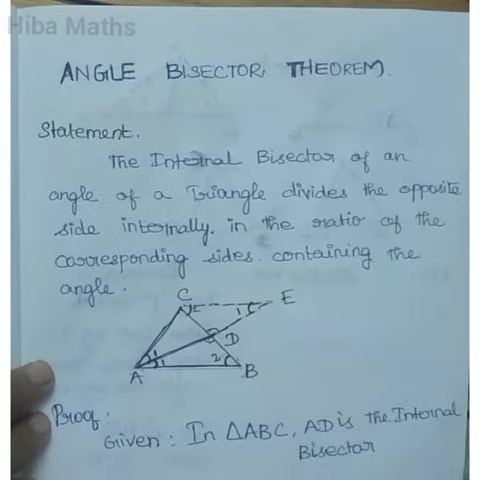 Hiba Maths
ANGLE BISECTOR THEOREM.
Statement.
The Internal Bisector of an
angle of a Triangle divides the opposite
side internally. in the ratio of the
corresponding sides containing the
angle.
C E
D
A B
Proof:
Given: In ΔABC, AD is the Internal
Bisector